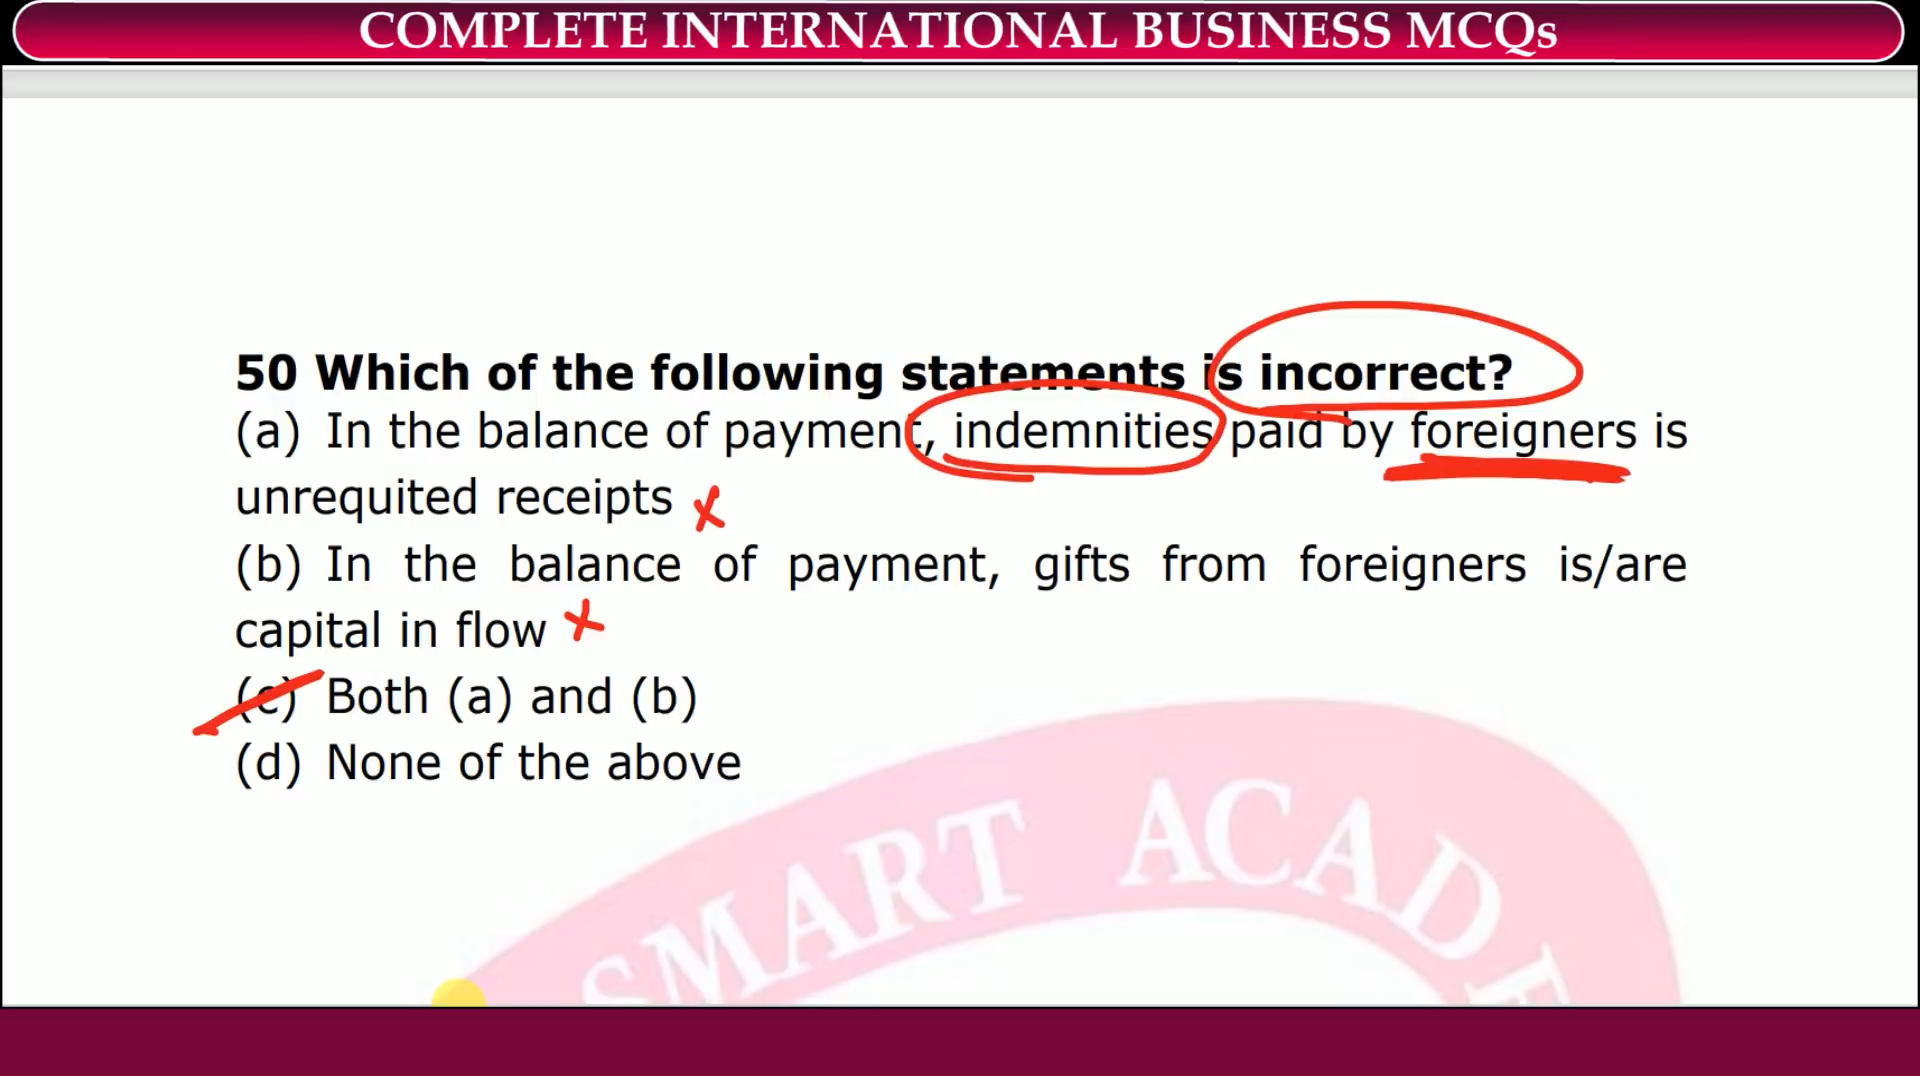 COMPLETE INTERNATIONAL BUSINESS MCQs
50 Which of the following statements is incorrect?
(a) In the balance of payment, indemnities paid by foreigners is
unrequited receipts
(b) In the balance of payment, gifts from foreigners is/are
capital in flow
(c) Both (a) and (b)
(d) None of the above
SMART ACADE